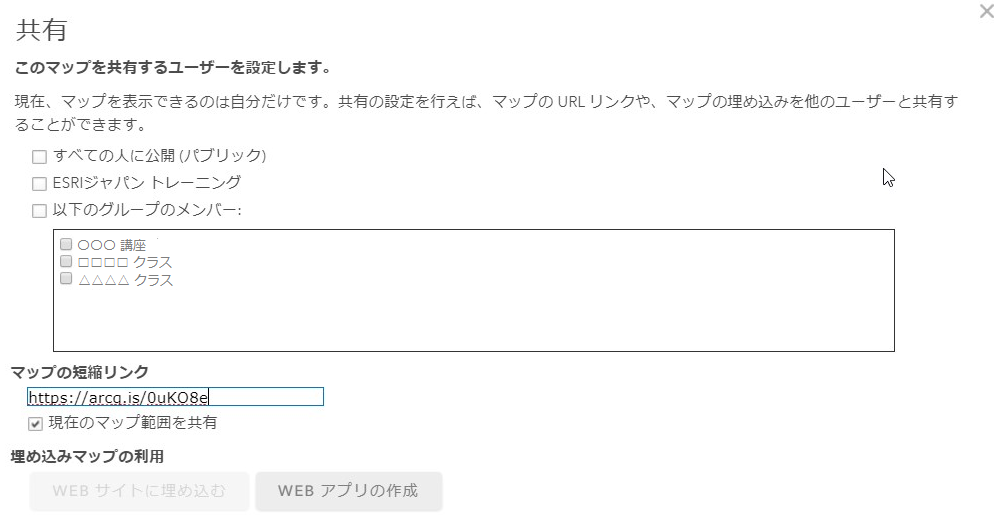 共有
このマップを共有するユーザーを設定します。
現在、マップを表示できるのは自分だけです。共有の設定を行えば、マップの URL リンクや、マップの埋め込みを他のユーザーと共有す
ることができます。
すべての人に公開 (パブリック)
ESRIジャパン トレーニング
以下のグループのメンバー:
〇〇〇 講座
□□□□ クラス
△△△△ クラス
マップの短縮リンク
https://arcg.is/0uKO8e
現在のマップ範囲を共有
埋め込みマップの利用
WEB サイトに埋め込む
WEB アプリの作成